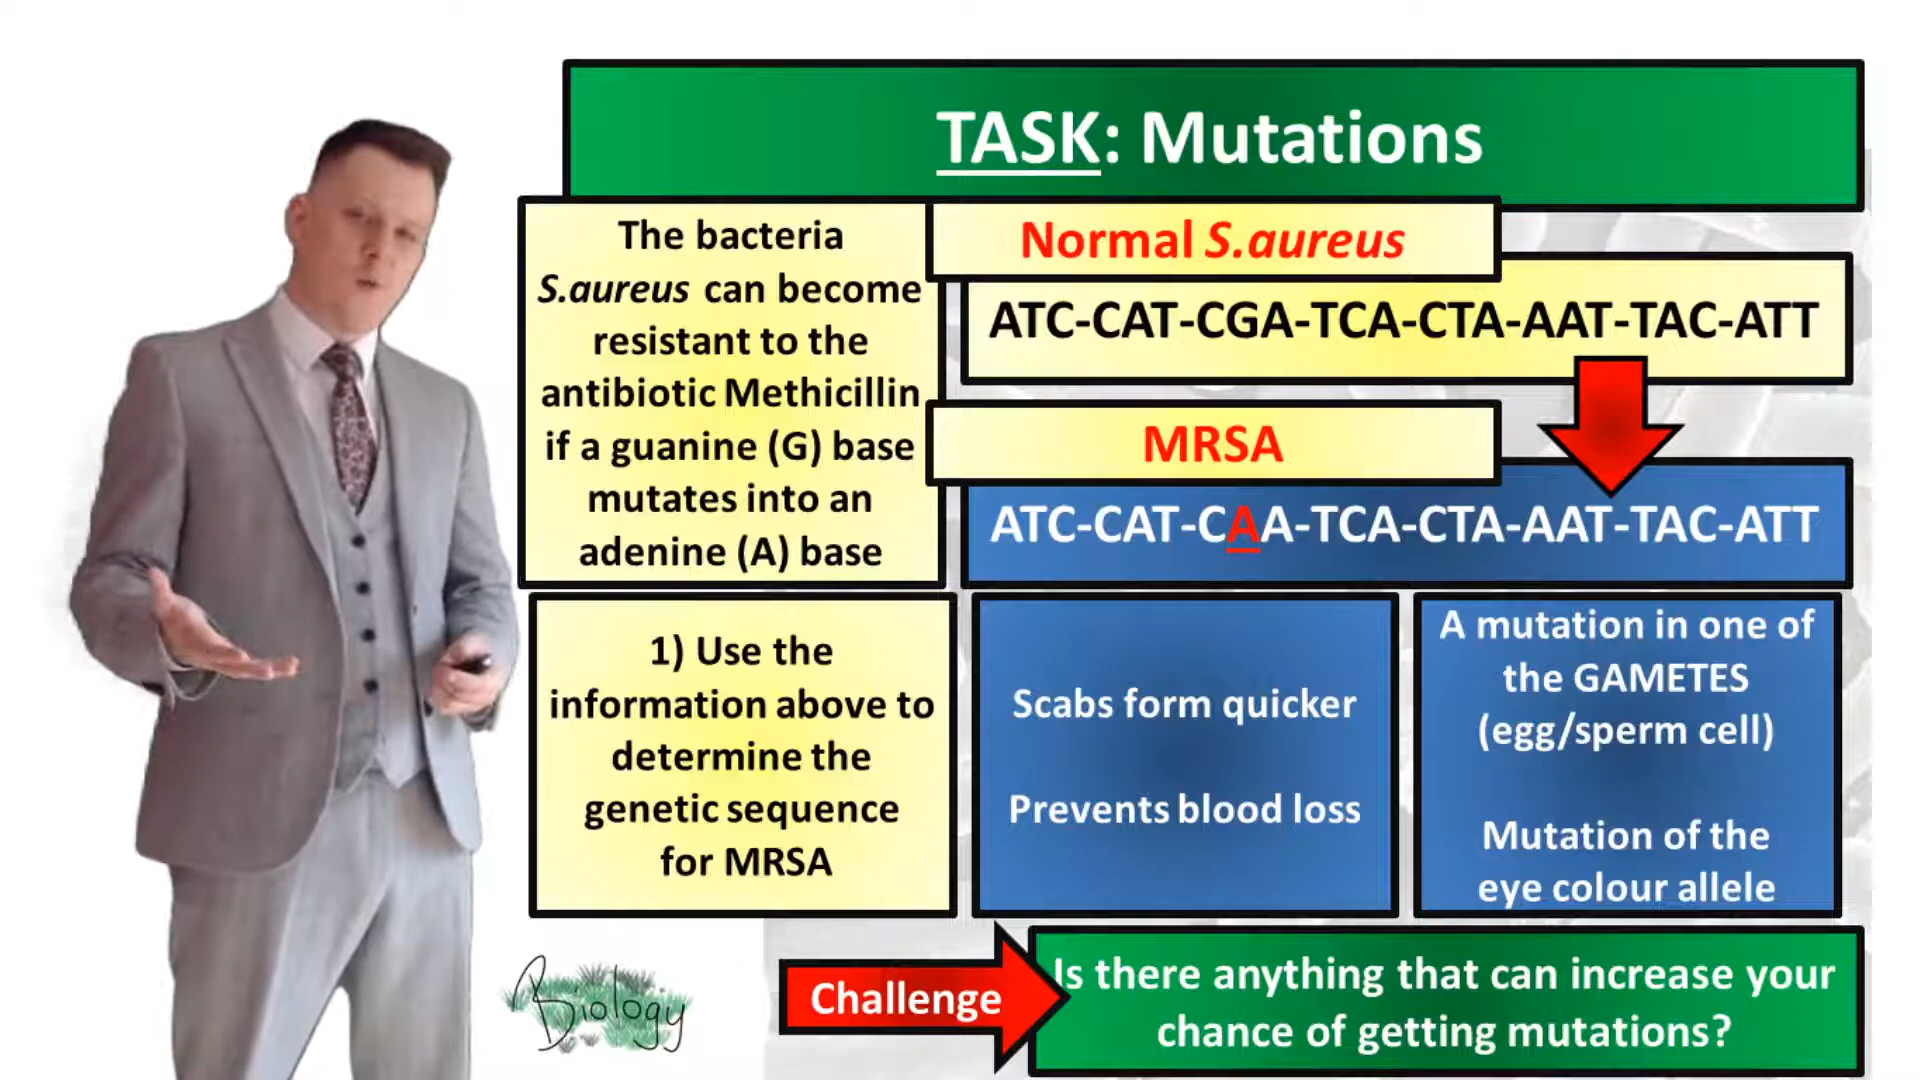 TASK: Mutations
The bacteria
S.aureus can become
resistant to the
antibiotic Methicillin
if a guanine (G) base
mutates into an
adenine (A) base
Normal S.aureus
ATC-CAT-CGA-TCA-CTA-AAT-TAC-ATT
MRSA
ATC-CAT-CAA-TCA-CTA-AAT-TAC-ATT
1) Use the
information above to
determine the
genetic sequence
for MRSA
Scabs form quicker
Prevents blood loss
A mutation in one of
the GAMETES
(egg/sperm cell)
Mutation of the
eye colour allele
Biology
Challenge
Is there anything that can increase your
chance of getting mutations?